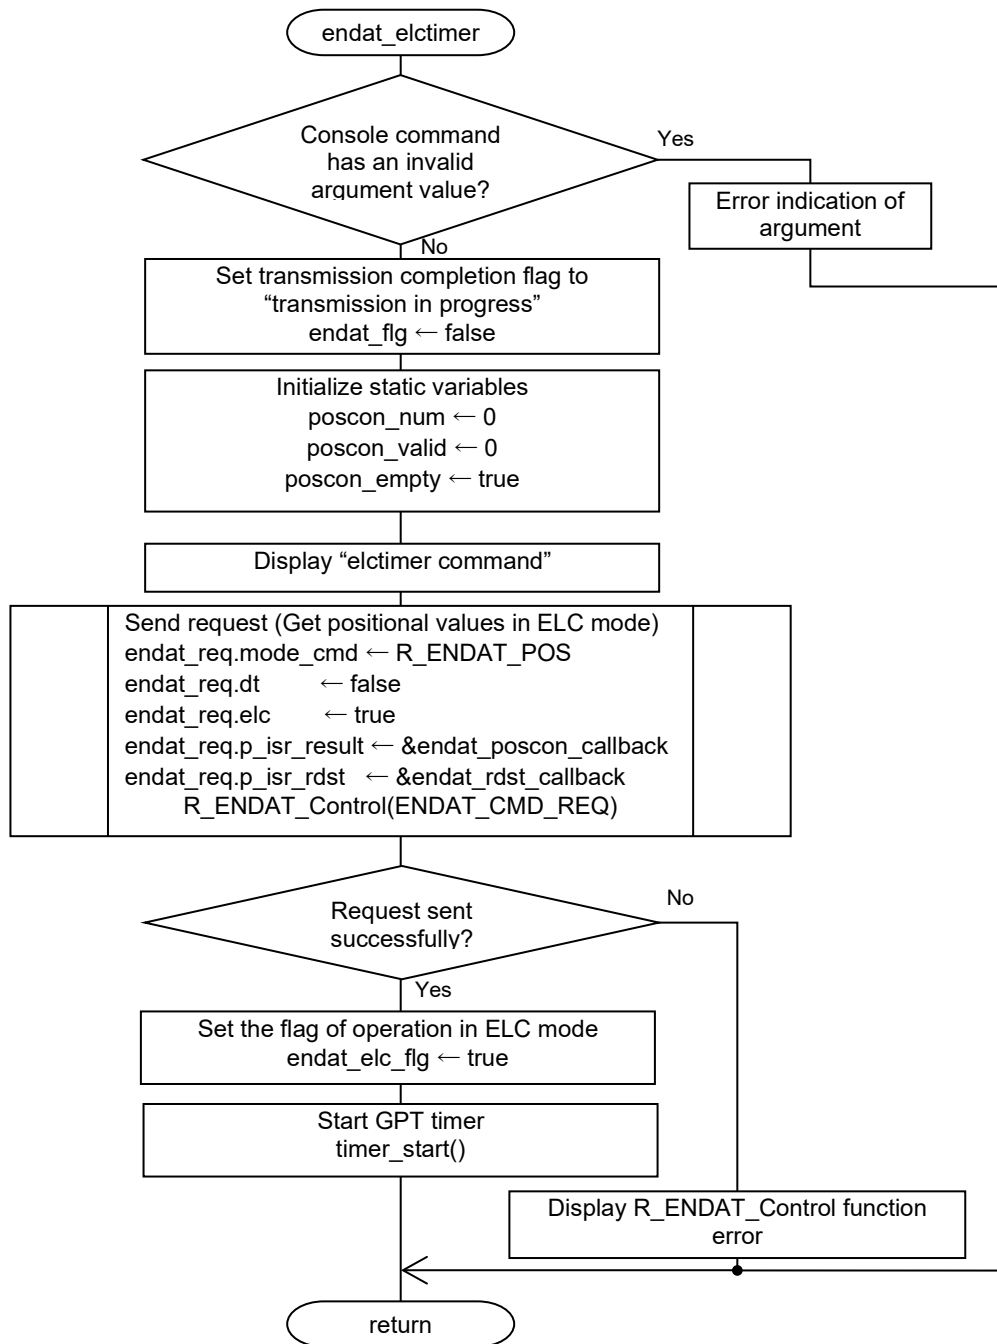 endat_elctimer
Console command
has an invalid
argument value?
Yes
Error indication of
argument
No
Set transmission completion flag to
“transmission in progress”
endat_flg ← false
Initialize static variables
poscon_num ← 0
poscon_valid ← 0
poscon_empty ← true
Display “elctimer command”
Send request (Get positional values in ELC mode)
endat_req.mode_cmd ← R_ENDAT_POS
endat_req.dt ← false
endat_req.elc ← true
endat_req.p_isr_result ← &endat_poscon_callback
endat_req.p_isr_rdst ← &endat_rdst_callback
R_ENDAT_Control(ENDAT_CMD_REQ)
Request sent
successfully?
No
Yes
Set the flag of operation in ELC mode
endat_elc_flg ← true
Start GPT timer
timer_start()
Display R_ENDAT_Control function
error
return